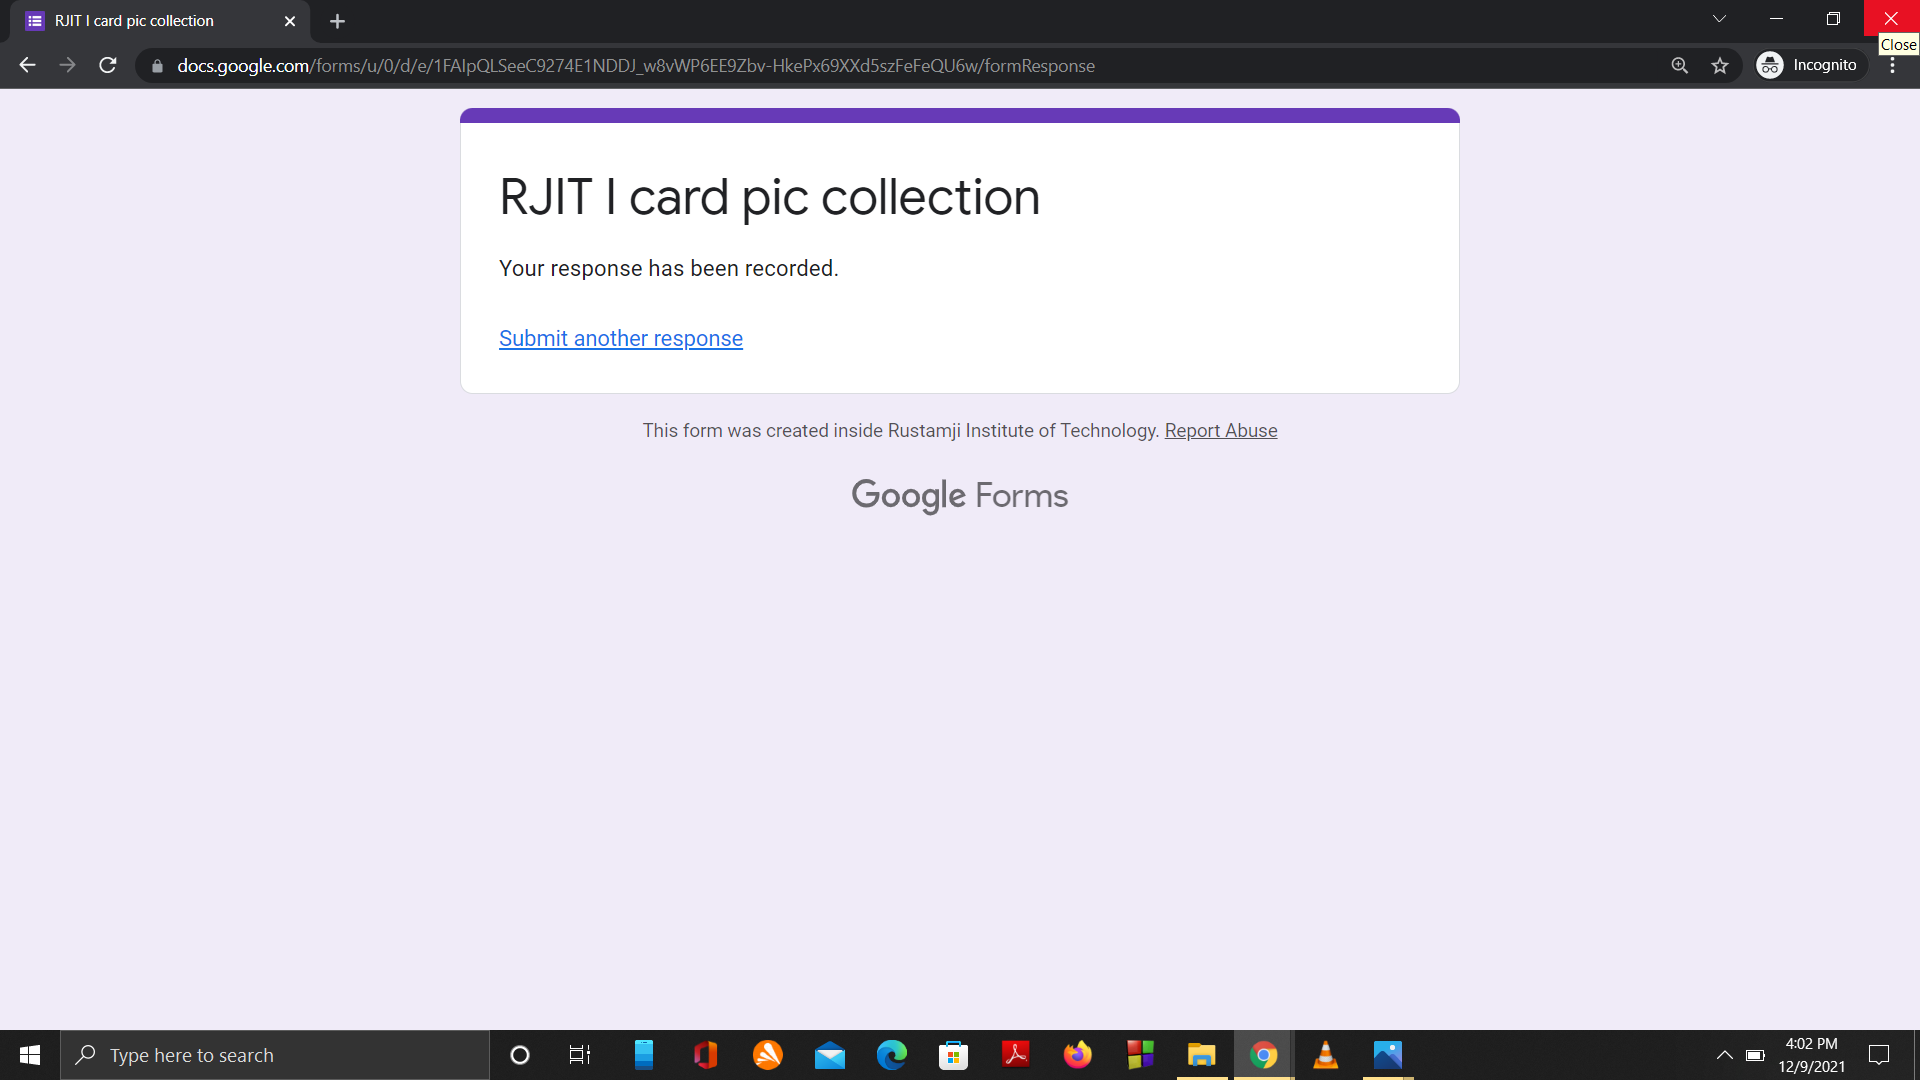 RJIT I card pic collection
Close
docs.google.com/forms/u/0/d/e/1FAIpQLSeeC9274E1NDDJ_w8vWP6EE9Zbv-HkePx69XXd5szFeFeQU6w/formResponse
Incognito
RJIT I card pic collection
Your response has been recorded.
Submit another response
This form was created inside Rustamji Institute of Technology. Report Abuse
Google Forms
Type here to search
4:02 PM
12/9/2021